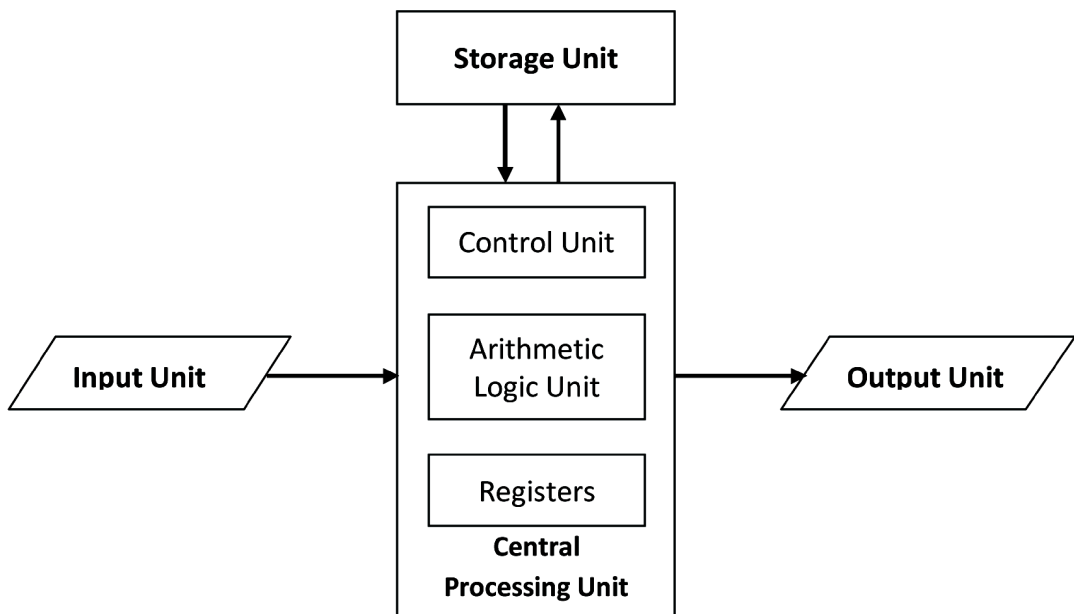 Storage Unit
Control Unit
Arithmetic
Logic Unit
Input Unit
Output Unit
Registers
Central
Processing Unit